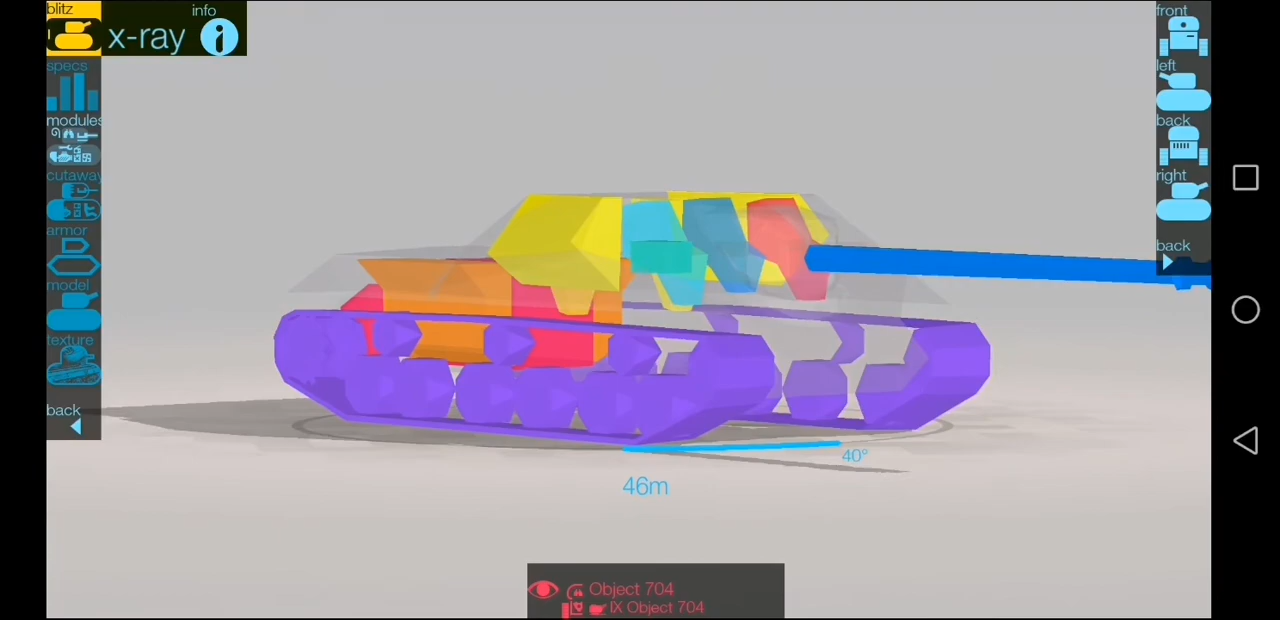 blitz
info
x-ray
i
specs
modules
cutaway
armor
model
texture
back
front
left
back
right
back
40°
46m
Object 704
IX Object 704